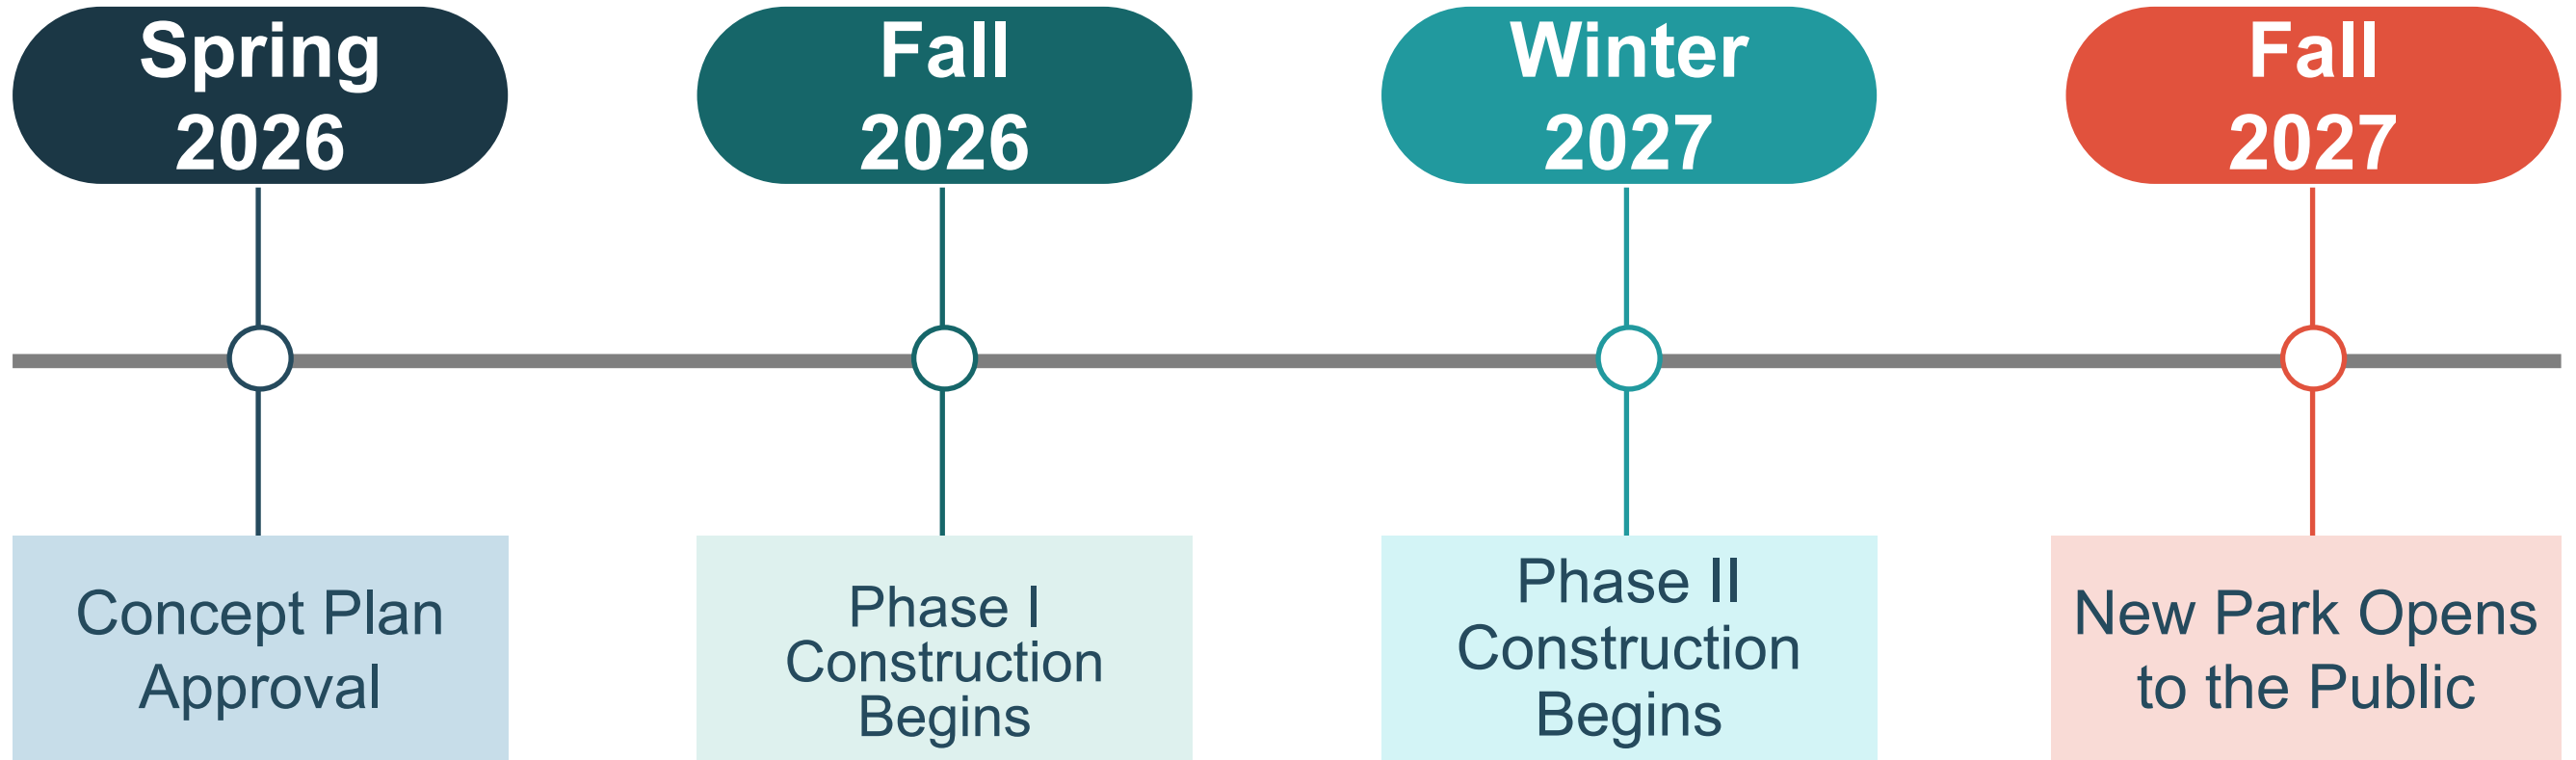 Spring
2026
Fall
2026
Winter
2027
Fall
2027
Concept Plan
Approval
Phase I
Construction
Begins
Phase II
Construction
Begins
New Park Opens
to the Public